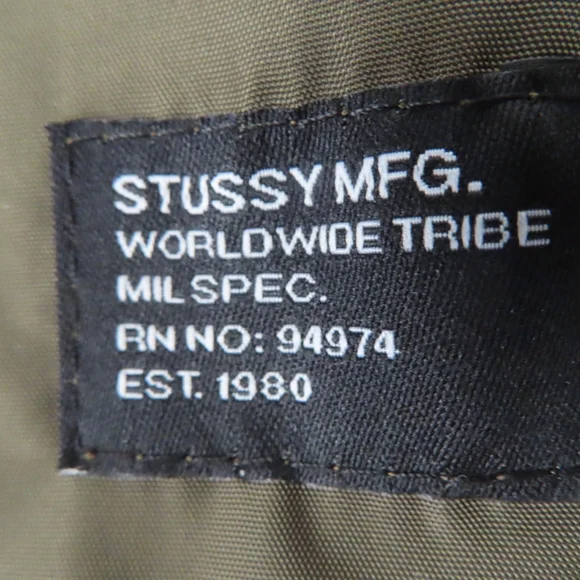 STUSSY MFG.
WORLDWIDE TRIBE
MILSPEC.
RN NO: 94974
EST. 1980